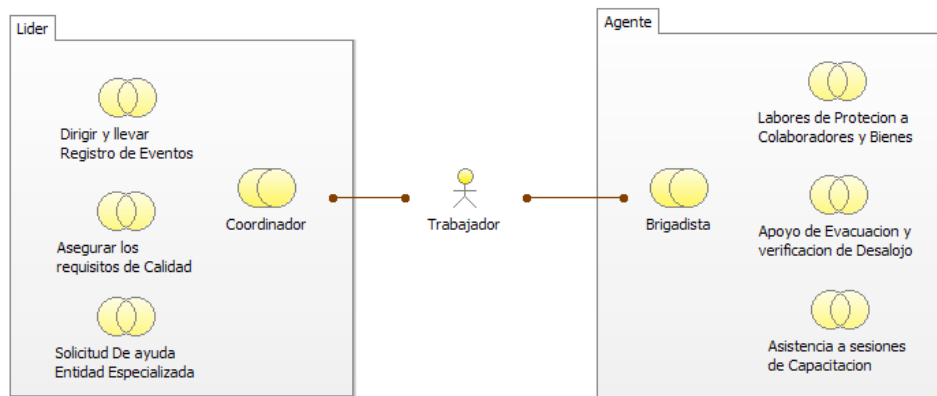 Lider
Dirigir y llevar
Registro de Eventos
Asegurar los
requisitos de Calidad
Solicitud De ayuda
Entidad Especializada
Coordinador
Trabajador
Agente
Brigadista
Labores de Protecion a
Colaboradores y Bienes
Apoyo de Evacuacion y
verificacion de Desalojo
Asistencia a sesiones
de Capacitacion